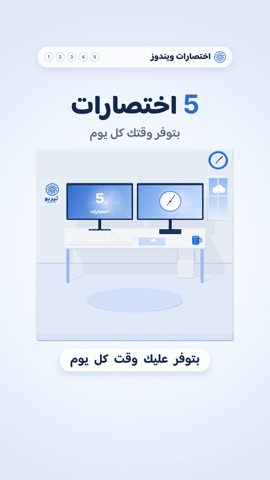 اختصارات ويندوز
1 2 3 4 5
5 اختصارات
بتوفر وقتك كل يوم
5
اختصارات
نيربو
بتوفر عليك وقت كل يوم